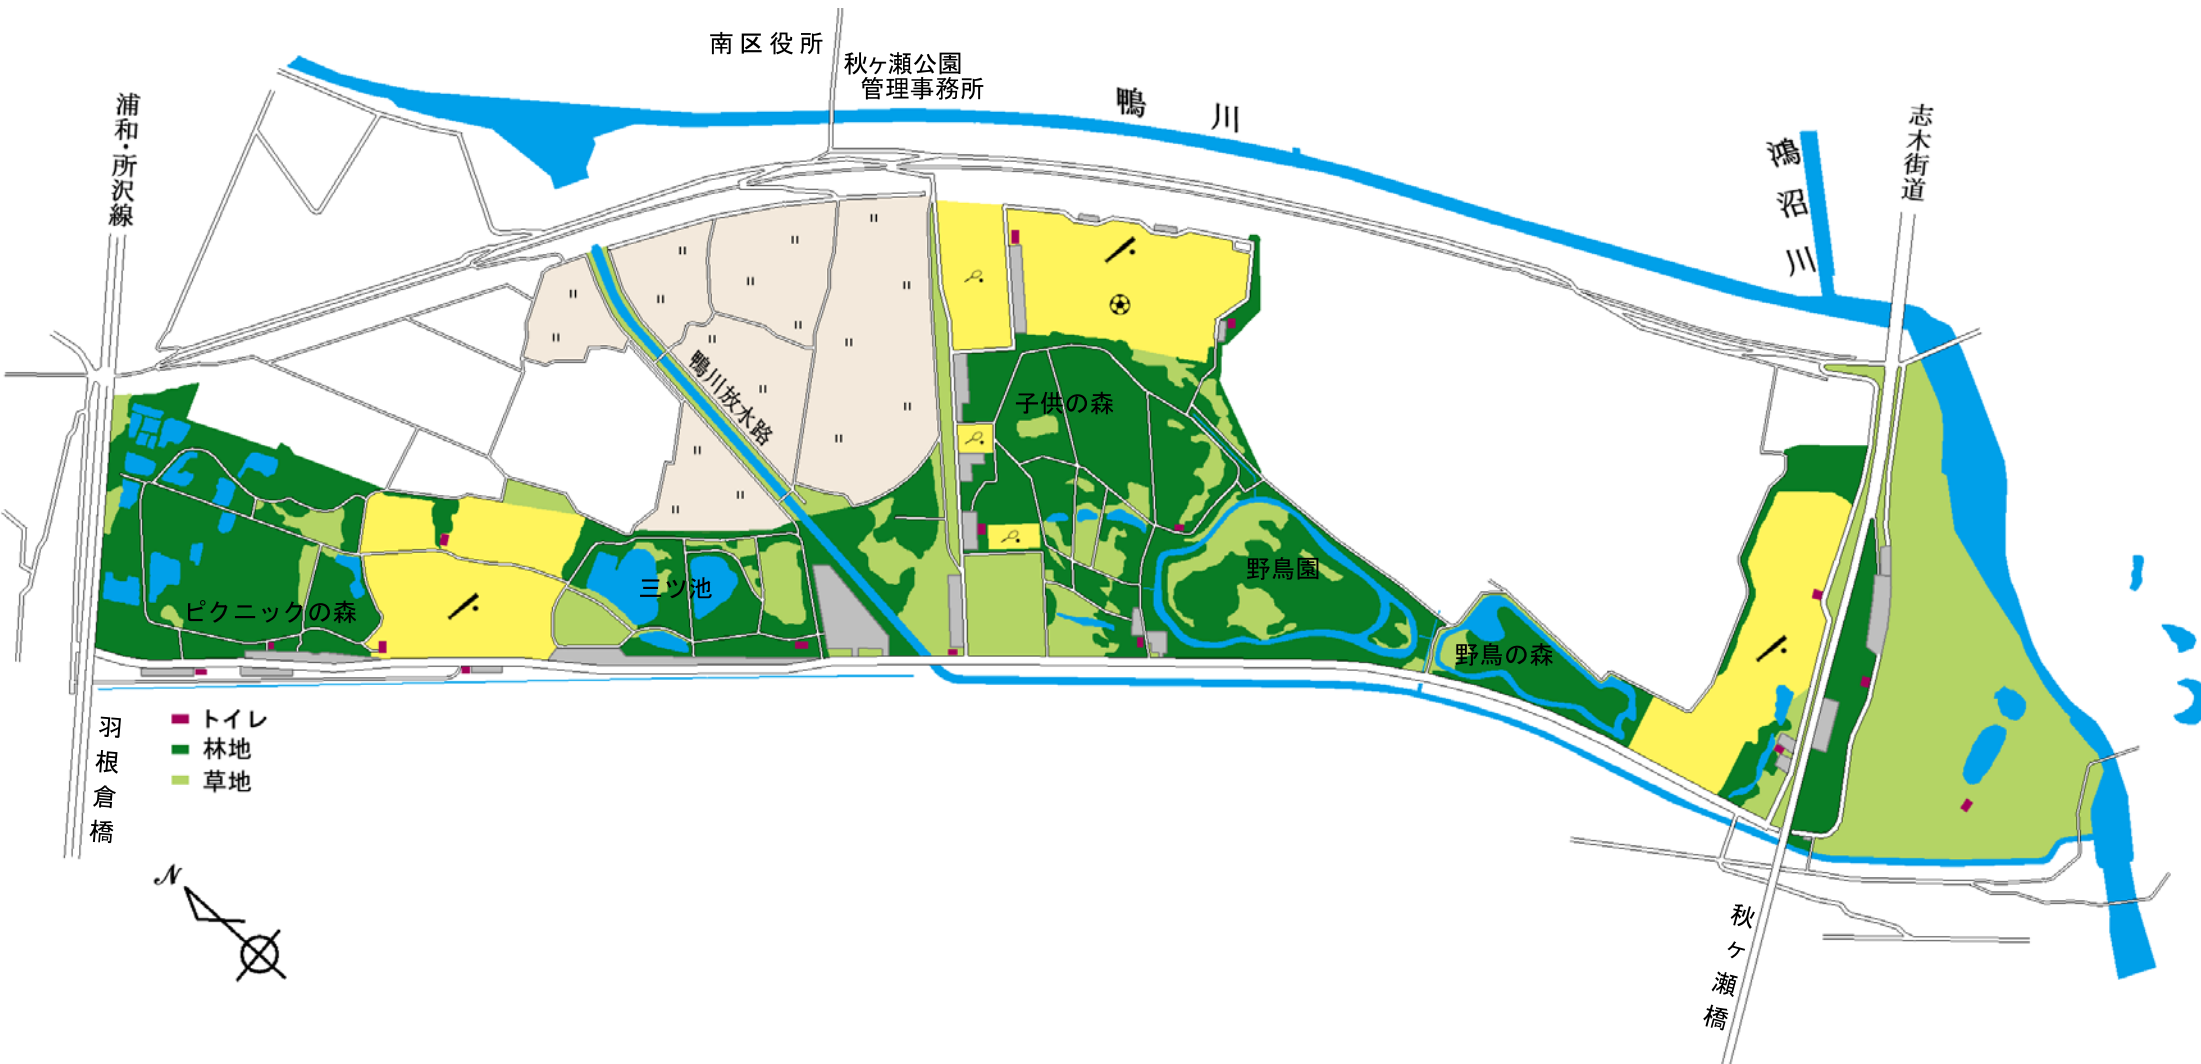 南区役所
秋ヶ瀬公園
管理事務所
鴨川
鴻沼川
志木街道
浦和・所沢線
鴨川放水路
子供の森
野鳥園
三ツ池
ピクニックの森
野鳥の森
トイレ
林地
草地
羽根倉橋
秋ヶ瀬橋
N